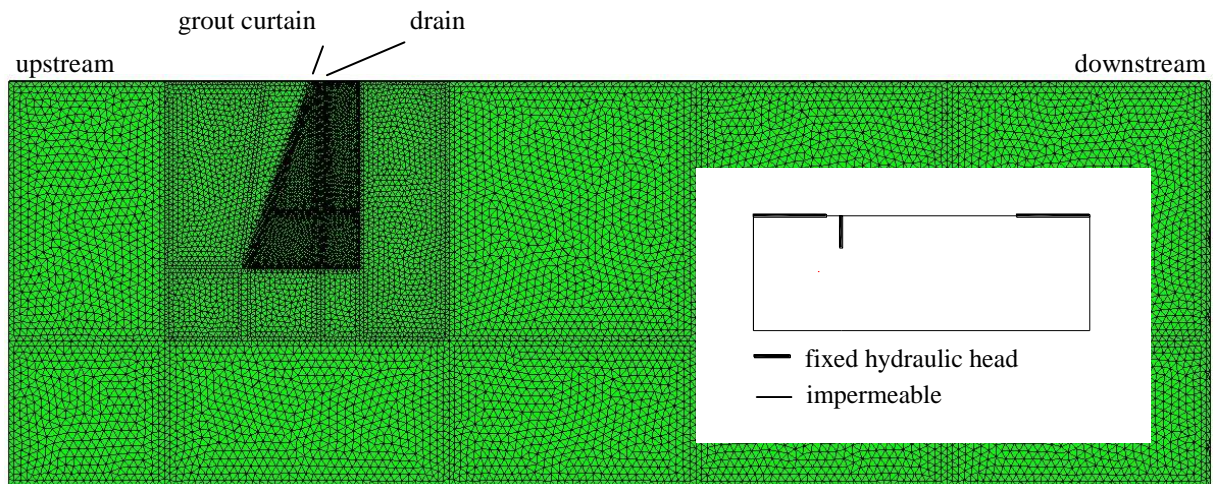 grout curtain
drain
upstream
downstream
fixed hydraulic head
impermeable